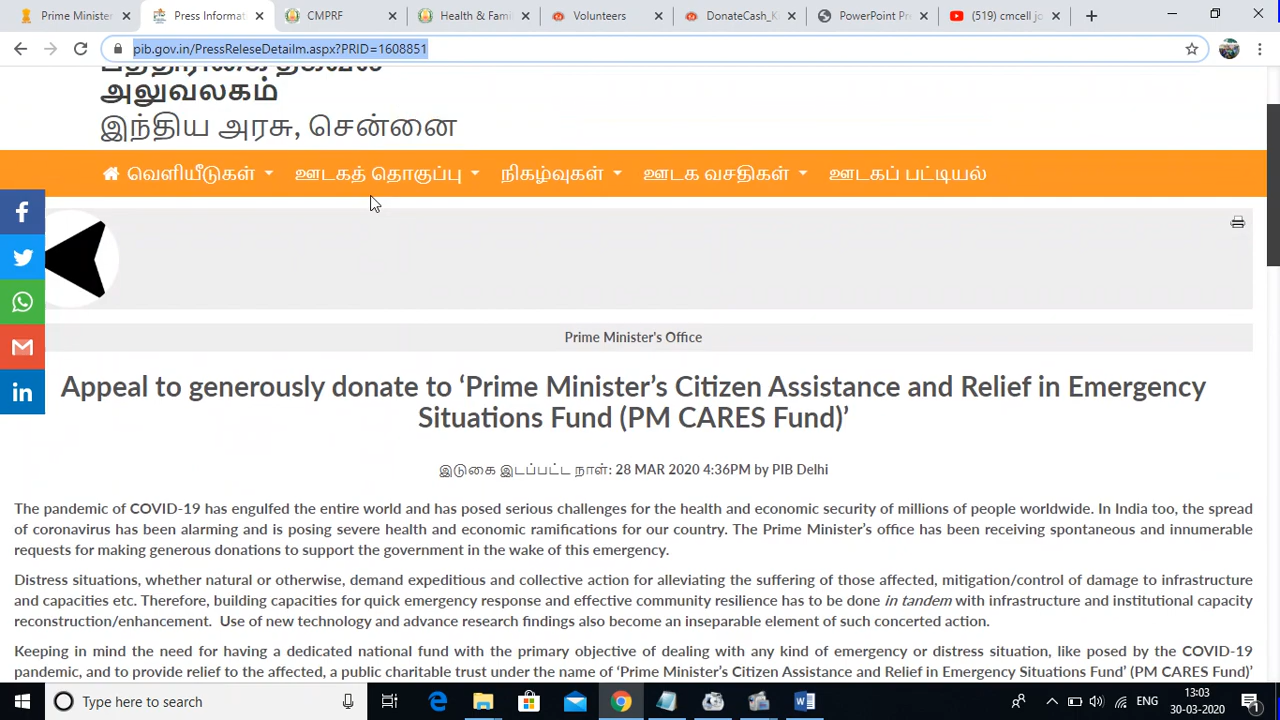 Prime Minister Press Informat CMPRF Health & Fami Volunteers DonateCash_K PowerPoint Pr (519) cmcell jo
pib.gov.in/PressReleseDetailm.aspx?PRID=1608851
பத்திரிகை தகவல்
அலுவலகம்
இந்திய அரசு, சென்னை
வெளியீடுகள் ஊடகத் தொகுப்பு நிகழ்வுகள் ஊடக வசதிகள் ஊடகப் பட்டியல்
Prime Minister's Office
Appeal to generously donate to ‘Prime Minister’s Citizen Assistance and Relief in Emergency
Situations Fund (PM CARES Fund)’
இடுகை இடப்பட்ட நாள்: 28 MAR 2020 4:36PM by PIB Delhi
The pandemic of COVID-19 has engulfed the entire world and has posed serious challenges for the health and economic security of millions of people worldwide. In India too, the spread
of coronavirus has been alarming and is posing severe health and economic ramifications for our country. The Prime Minister’s office has been receiving spontaneous and innumerable
requests for making generous donations to support the government in the wake of this emergency.
Distress situations, whether natural or otherwise, demand expeditious and collective action for alleviating the suffering of those affected, mitigation/control of damage to infrastructure
and capacities etc. Therefore, building capacities for quick emergency response and effective community resilience has to be done in tandem with infrastructure and institutional capacity
reconstruction/enhancement. Use of new technology and advance research findings also become an inseparable element of such concerted action.
Keeping in mind the need for having a dedicated national fund with the primary objective of dealing with any kind of emergency or distress situation, like posed by the COVID-19
pandemic, and to provide relief to the affected, a public charitable trust under the name of ‘Prime Minister’s Citizen Assistance and Relief in Emergency Situations Fund’ (PM CARES Fund)’
Type here to search
ENG
13:03
30-03-2020